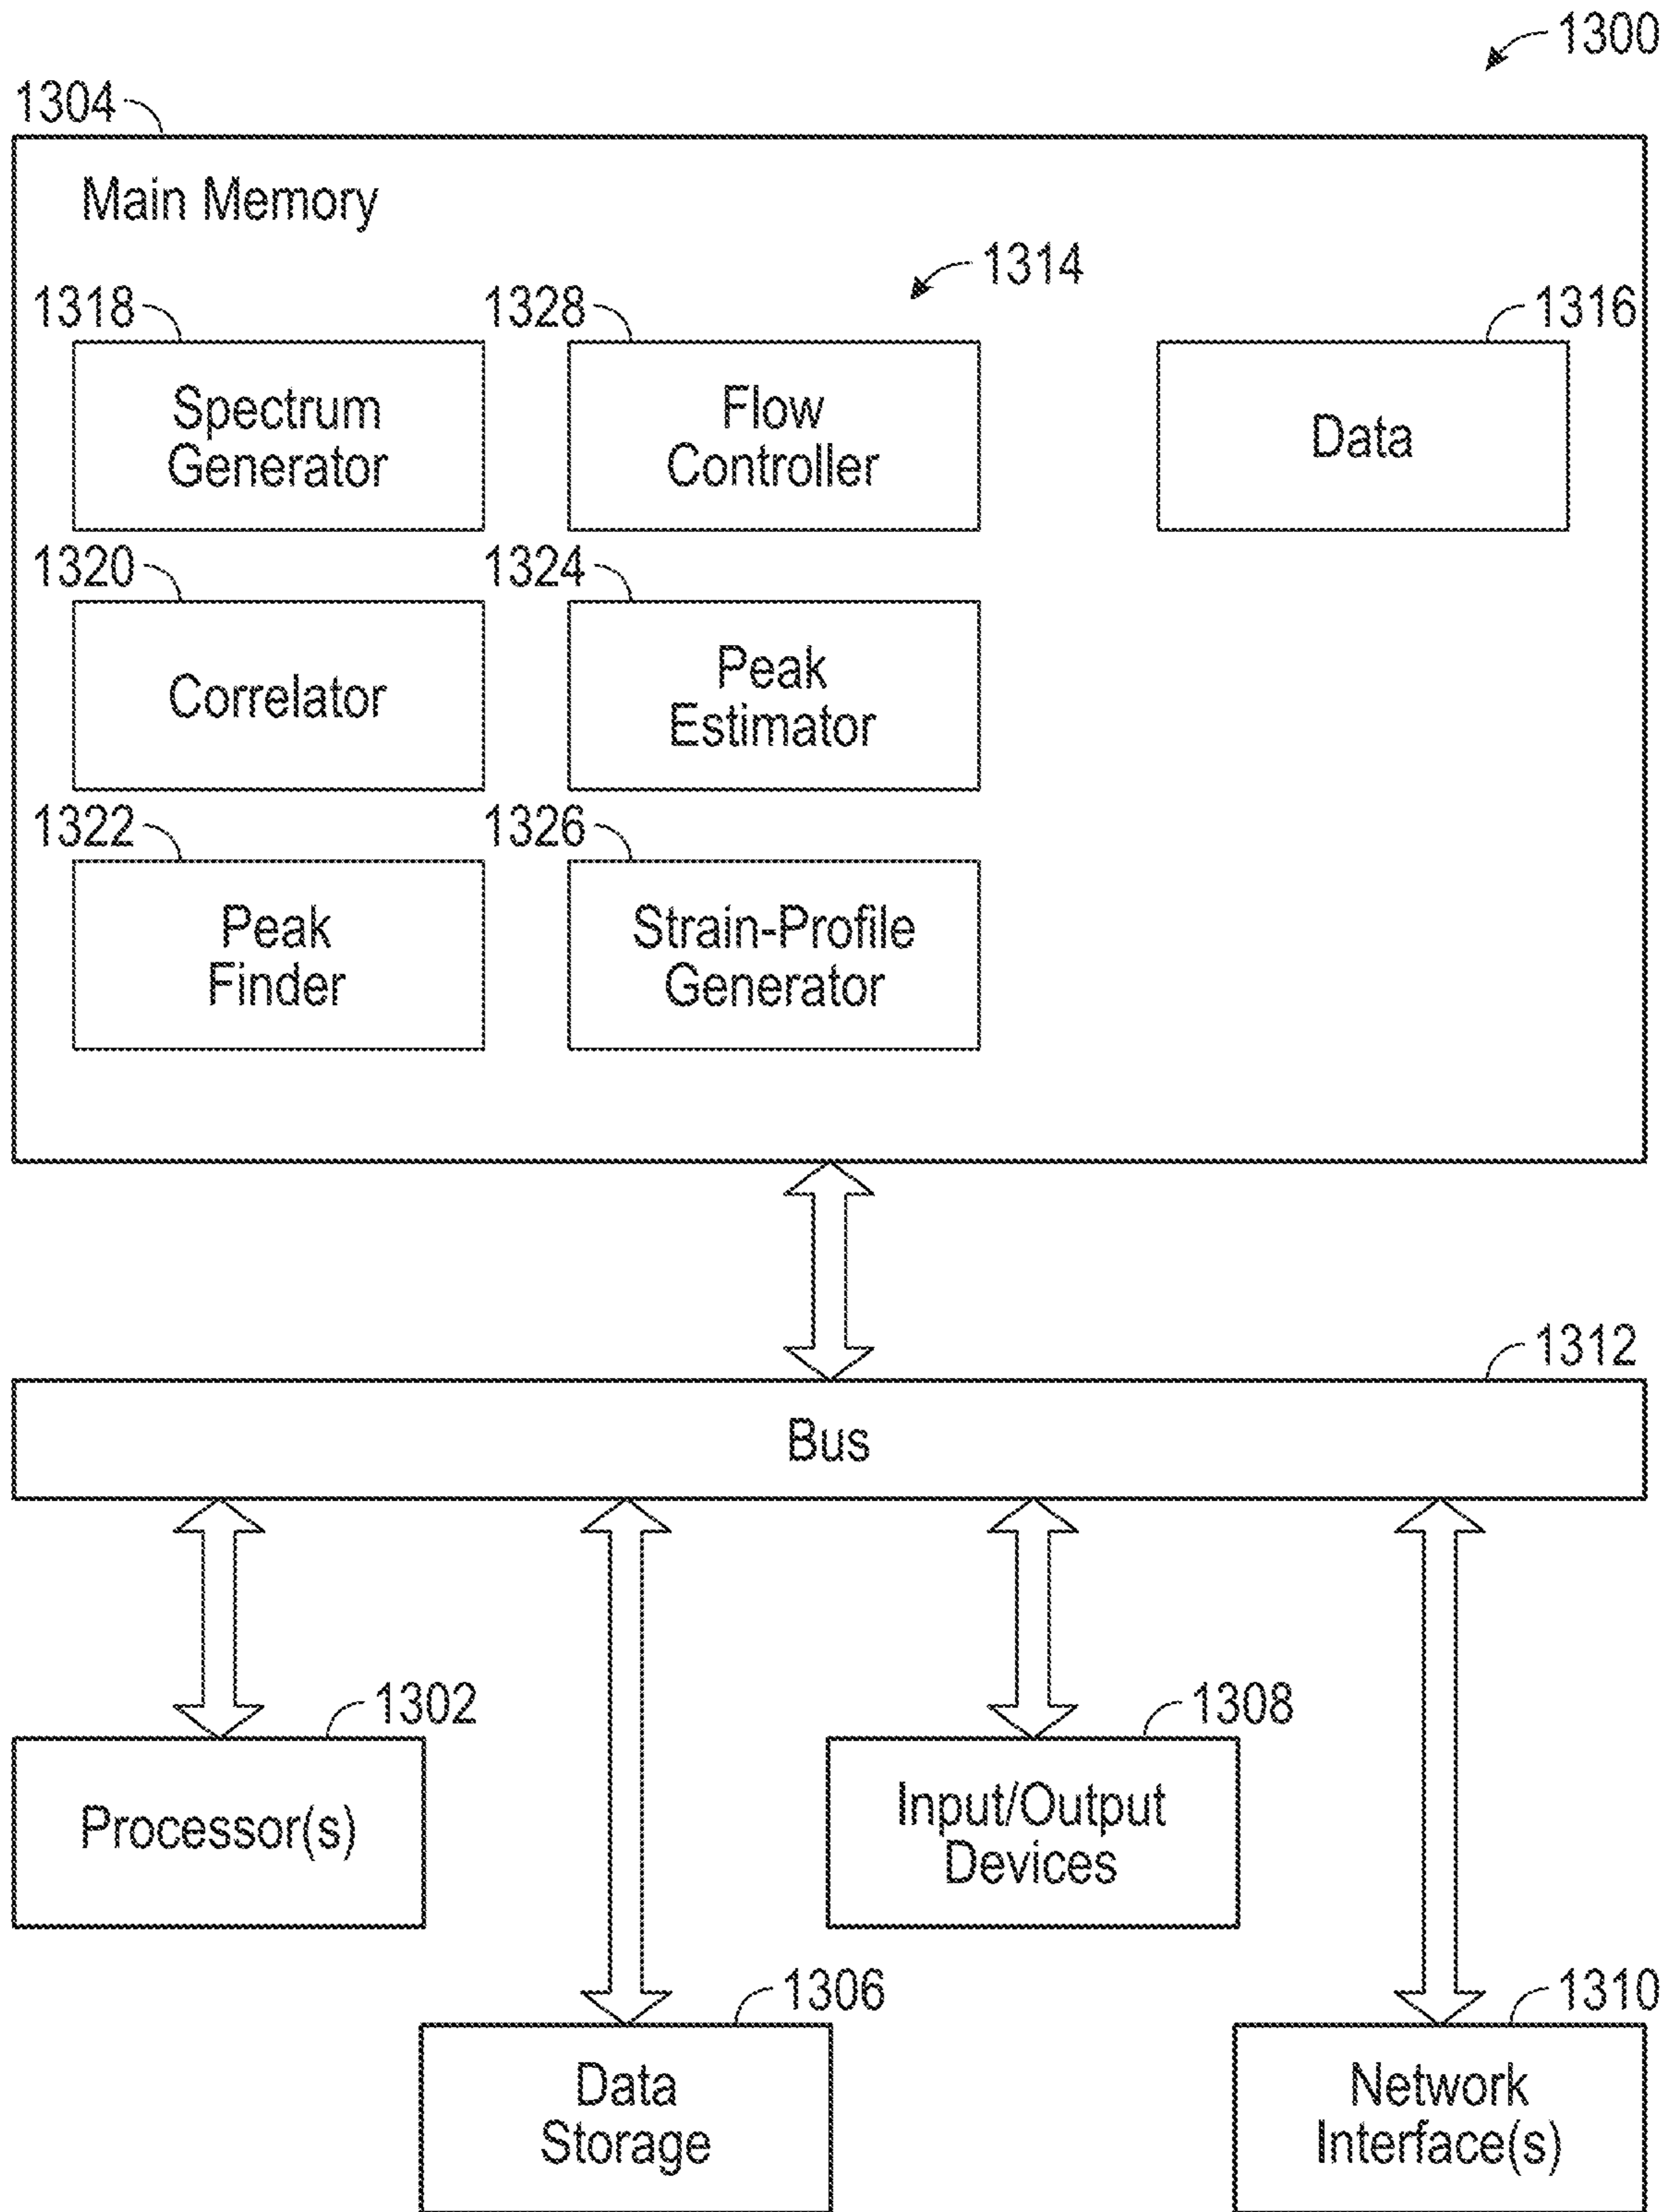 1300
1304
Main Memory
1314
1318
1328
1316
Spectrum
Generator
Flow
Controller
Data
1320
1324
Correlator
Peak
Estimator
1322
1326
Peak
Finder
Strain-Profile
Generator
1312
Bus
1302
1308
Processor(s)
Input/Output
Devices
1306
1310
Data
Storage
Network
Interface(s)